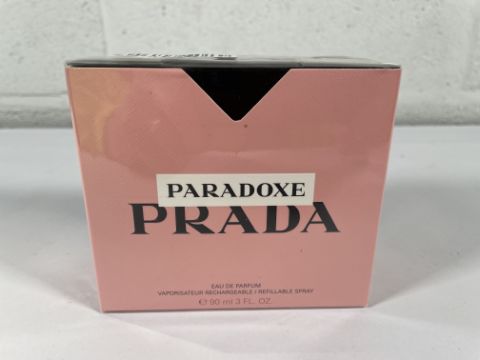 PARADOXE
PRADA
EAU DE PARFUM
VAPORISATEUR RECHARGEABLE / REFILLABLE SPRAY
℮ 90 ml 3 FL. OZ.